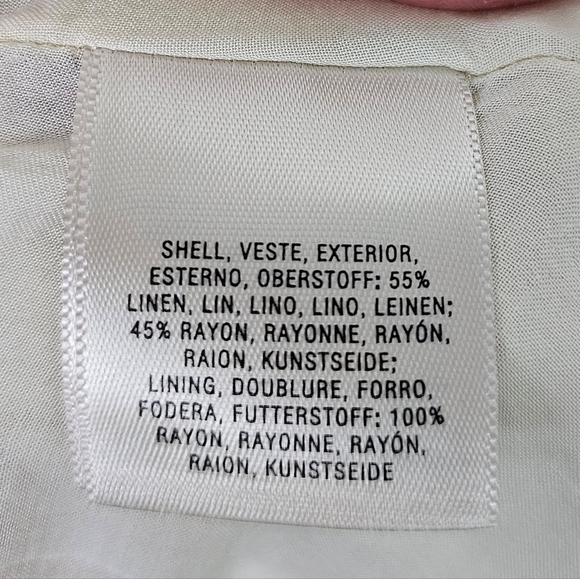 SHELL, VESTE, EXTERIOR,
ESTERNO, OBERSTOFF: 55%
LINEN, LIN, LINO, LINO, LEINEN;
45% RAYON, RAYONNE, RAYÓN,
RAION, KUNSTSEIDE;
LINING, DOUBLURE, FORRO,
FODERA, FUTTERSTOFF: 100%
RAYON, RAYONNE, RAYÓN,
RAION, KUNSTSEIDE